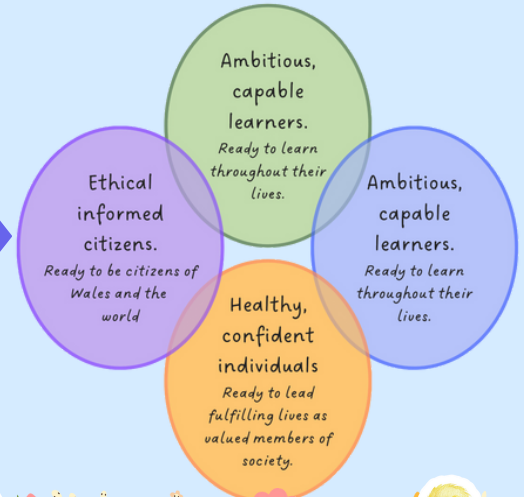 Ambitious,
capable
learners.
Ready to learn
throughout their
lives.
Ethical
informed
citizens.
Ready to be citizens of
Wales and the
world
Ambitious,
capable
learners.
Ready to learn
throughout their
lives.
Healthy,
confident
individuals
Ready to lead
fulfilling lives as
valued members of
society.